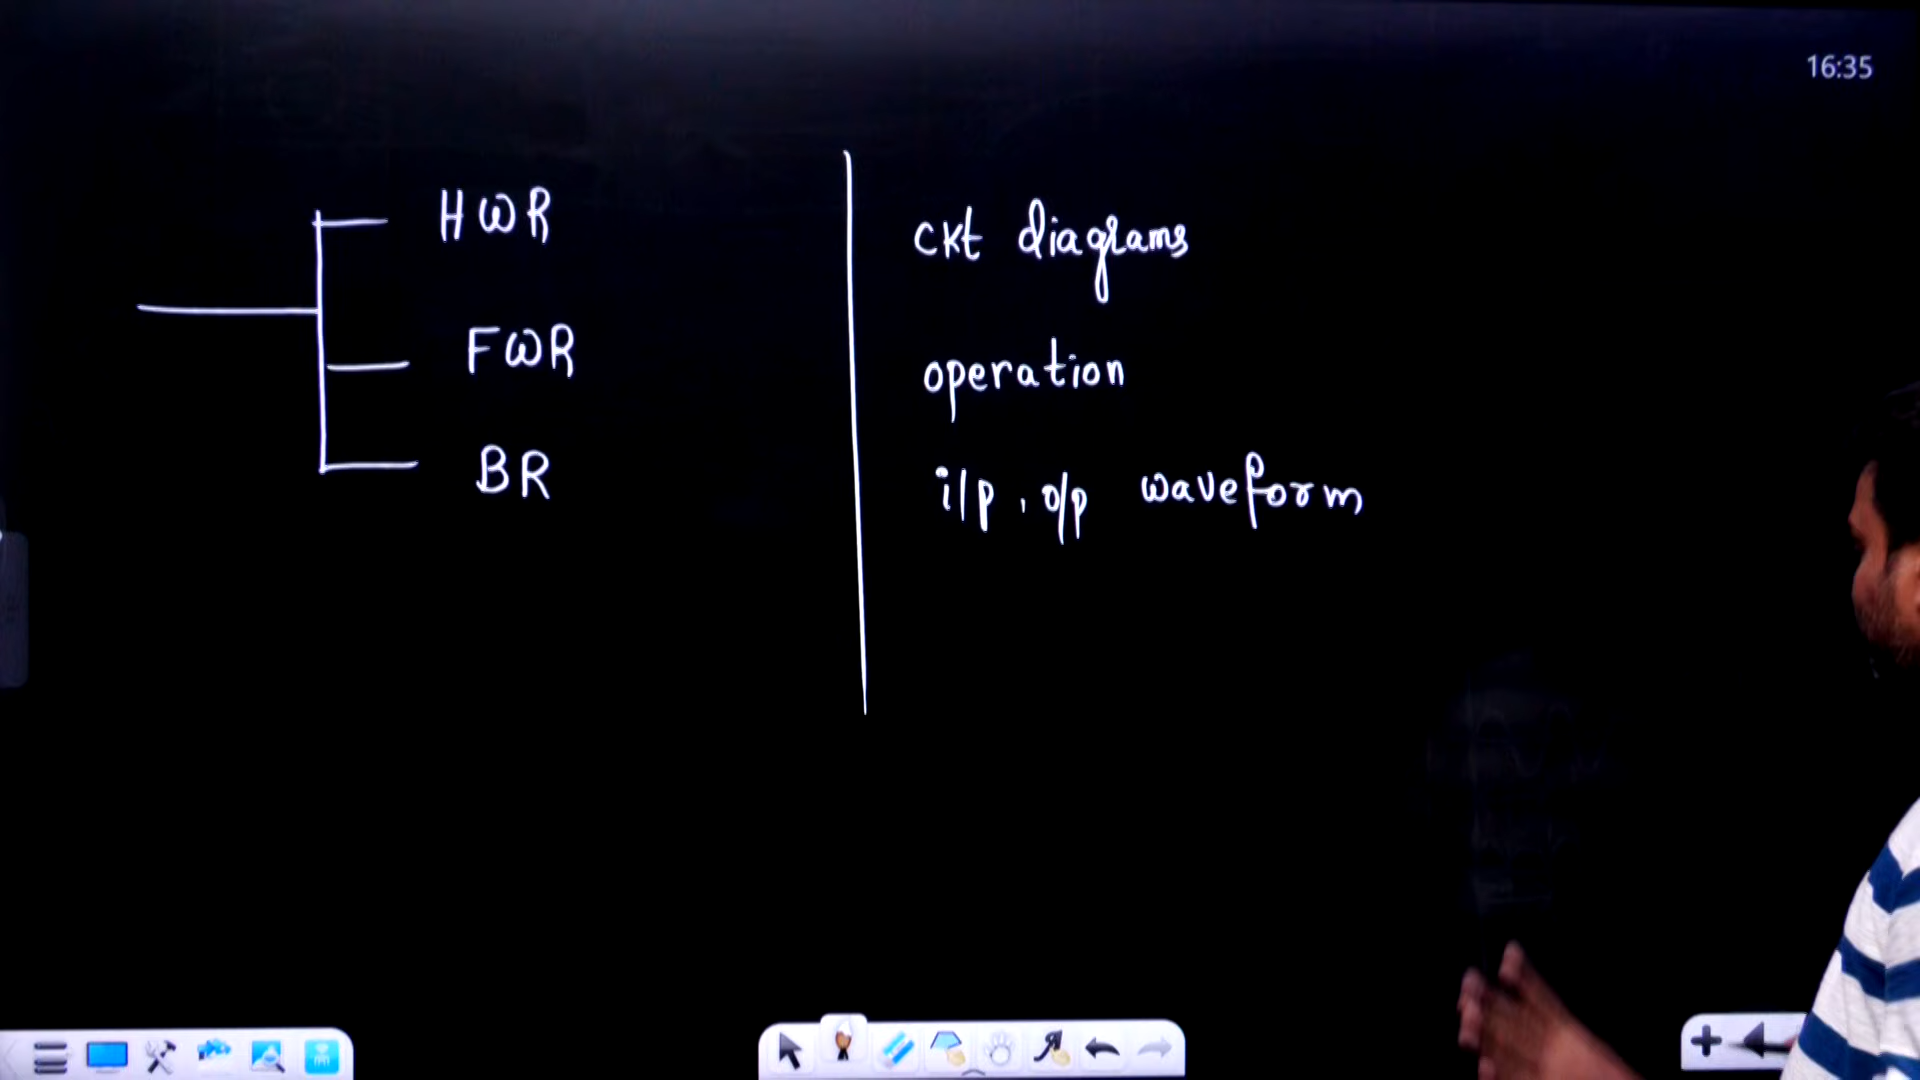 16:35
HWR
FWR
BR
ckt diagrams
operation
i/p, o/p waveform